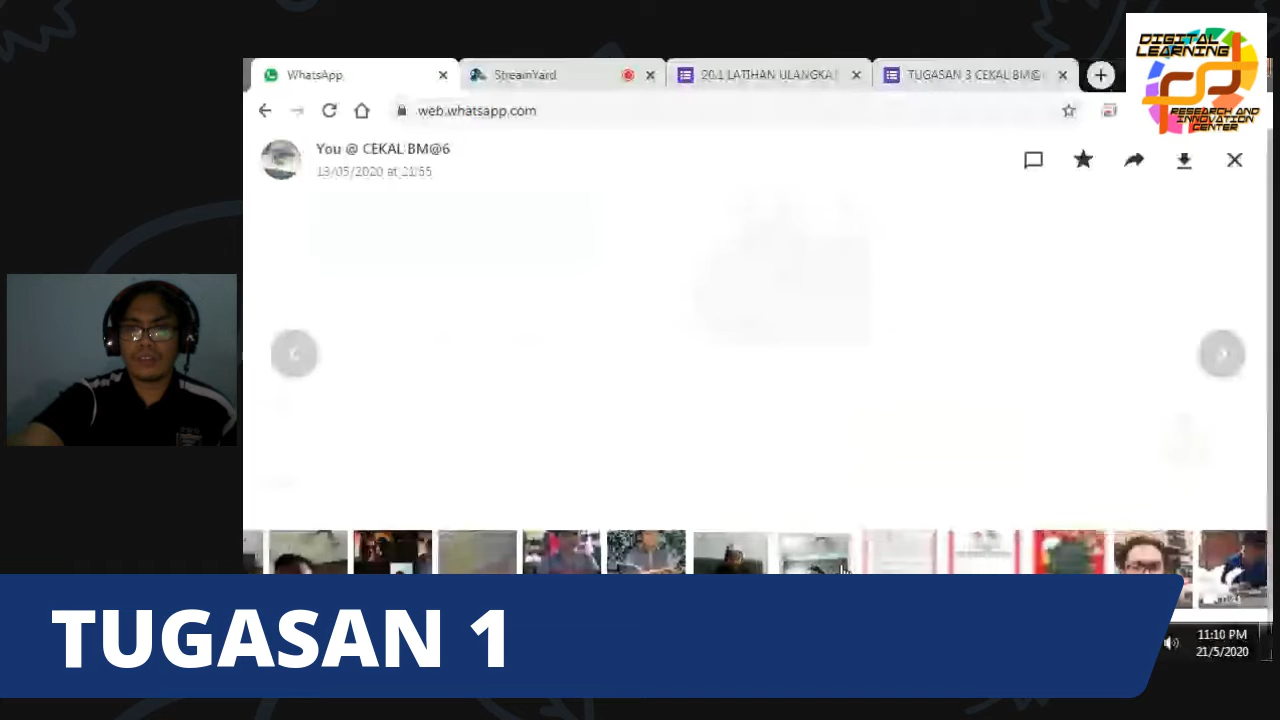 DIGITAL
LEARNING
RESEARCH AND
INNOVATION
CENTER
WhatsApp
StreamYard
20.1 LATIHAN ULANGKA
TUGASAN 3 CEKAL BM@
web.whatsapp.com
You @ CEKAL BM@6
13/05/2020 at 21:55
TUGASAN 1
11:10 PM
21/5/2020